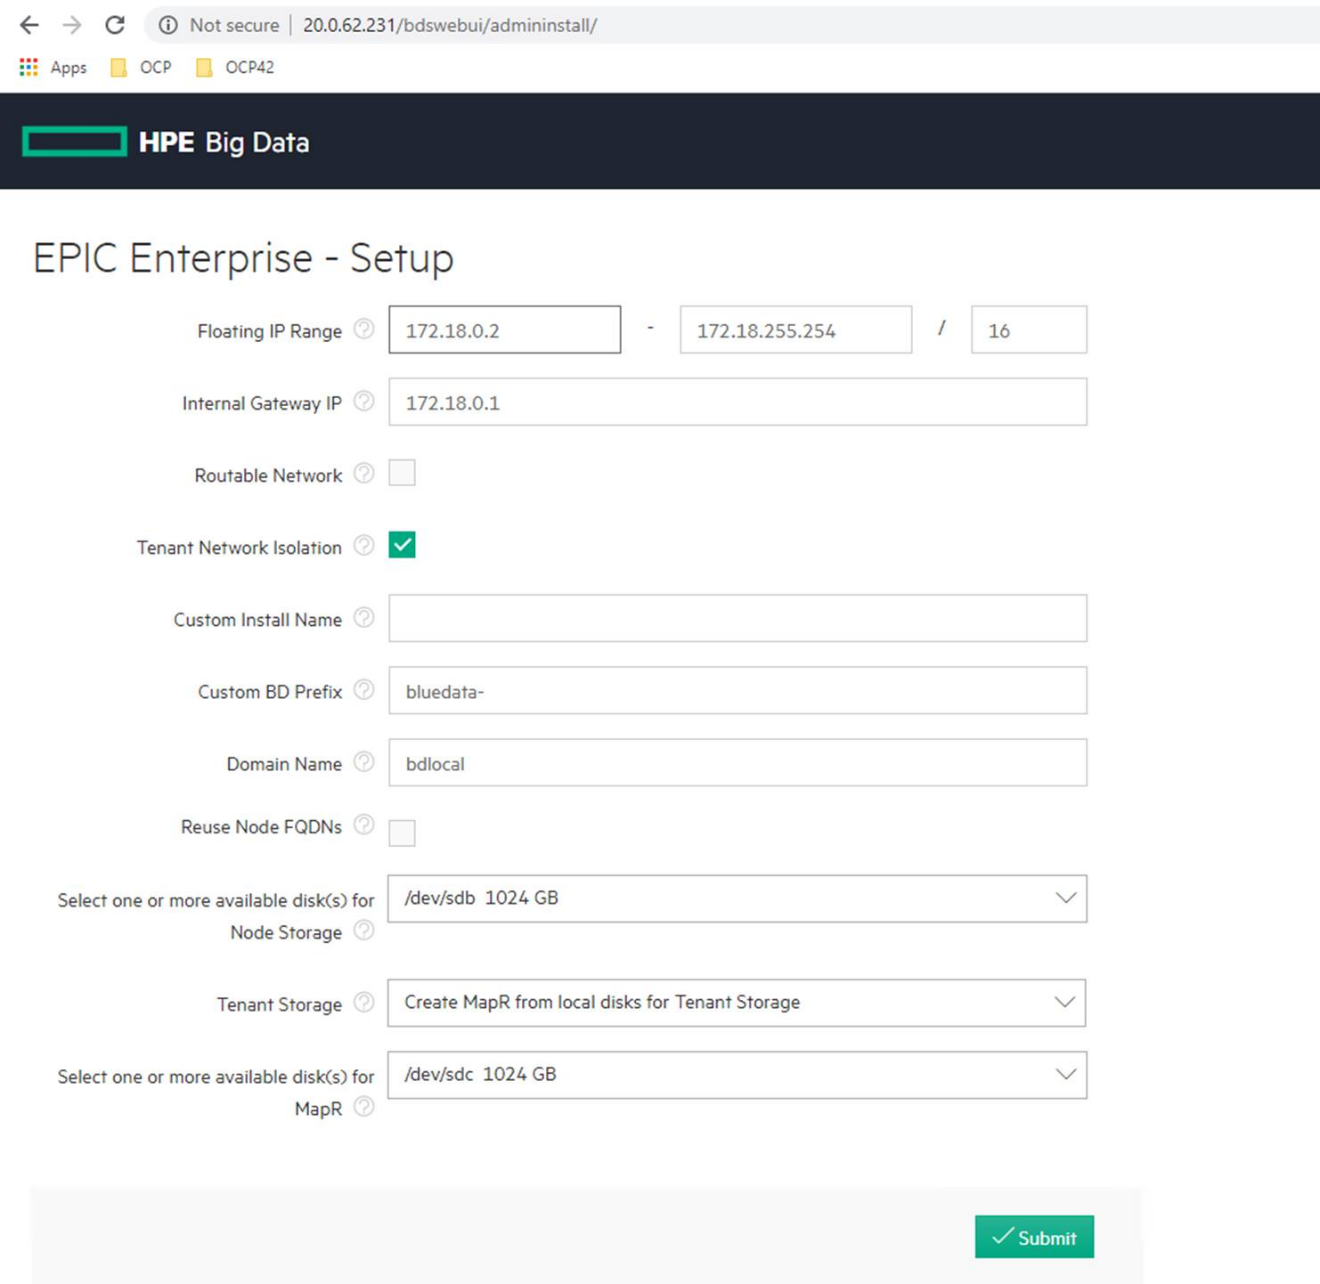 Not secure | 20.0.62.231/bdswebui/admininstall/
Apps OCP OCP42
HPE Big Data
EPIC Enterprise - Setup
Floating IP Range ? 172.18.0.2 - 172.18.255.254 / 16
Internal Gateway IP ? 172.18.0.1
Routable Network ?
Tenant Network Isolation ?
Custom Install Name ?
Custom BD Prefix ? bluedata-
Domain Name ? bdlocal
Reuse Node FQDNs ?
Select one or more available disk(s) for /dev/sdb 1024 GB
Node Storage ?
Tenant Storage ? Create MapR from local disks for Tenant Storage
Select one or more available disk(s) for /dev/sdc 1024 GB
MapR ?
Submit